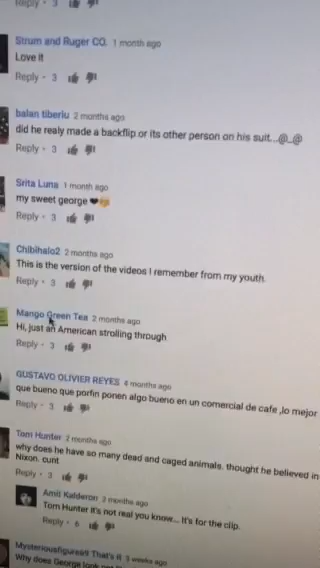 Reply · 3
Strum and Ruger CO. 1 month ago
Love it
Reply · 3
balan tiberiu 2 months ago
did he realy made a backflip or its other person on his suit...@_@
Reply · 3
Srita Luna 1 month ago
my sweet george ❤😘
Reply · 3
Chibihalo2 2 months ago
This is the version of the videos I remember from my youth.
Reply · 3
Mango Green Tea 2 months ago
Hi, just an American strolling through
Reply · 3
GUSTAVO OLIVIER REYES 4 months ago
que bueno que porfin ponen algo bueno en un comercial de cafe ,lo mejor
Reply · 3
Tom Hunter 2 months ago
why does he have so many dead and caged animals. thought he believed in
Nixon. cunt
Reply · 3
Amit Kalderon 2 months ago
Tom Hunter it's not real you know... It's for the clip.
Reply · 6
Mysteriousfigures9 That's it 3 weeks ago
Why does George look